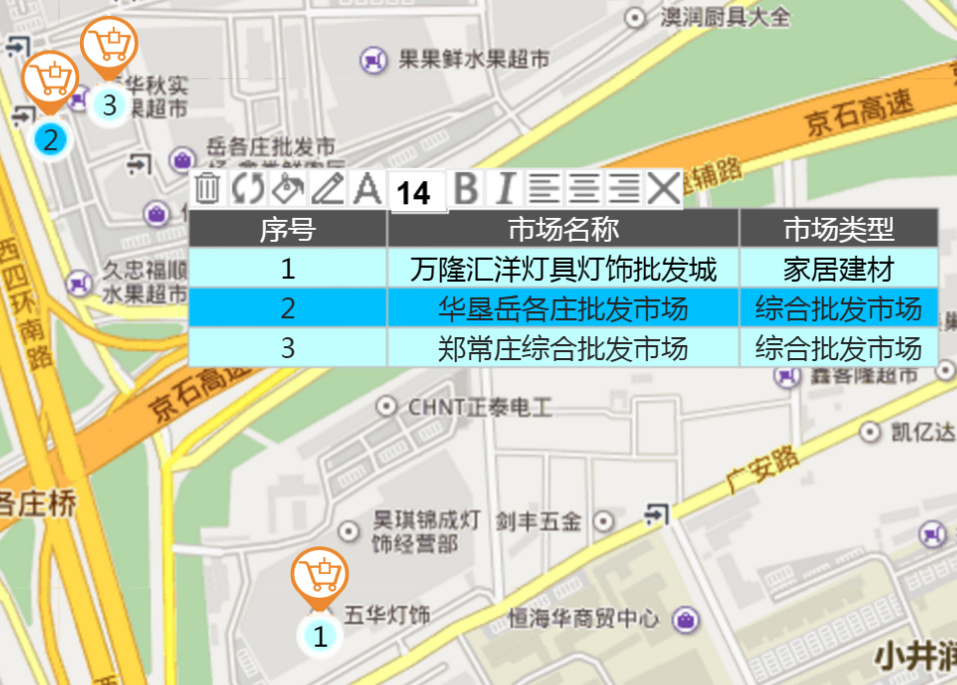 澳润厨具大全
果果鲜水果超市
华秋实
果超市
3
2
岳各庄批发市
京石高速
速辅路
14
B I
序号 市场名称 市场类型
1 万隆汇洋灯具灯饰批发城 家居建材
2 华垦岳各庄批发市场 综合批发市场
3 郑常庄综合批发市场 综合批发市场
久忠福顺
水果超市
西四环南路
京石高速
鑫客隆超市
CHNT正泰电工
凯亿达
广安路
各庄桥
昊琪锦成灯
饰经营部
剑丰五金
五华灯饰
1
恒海华商贸中心
小井润
西